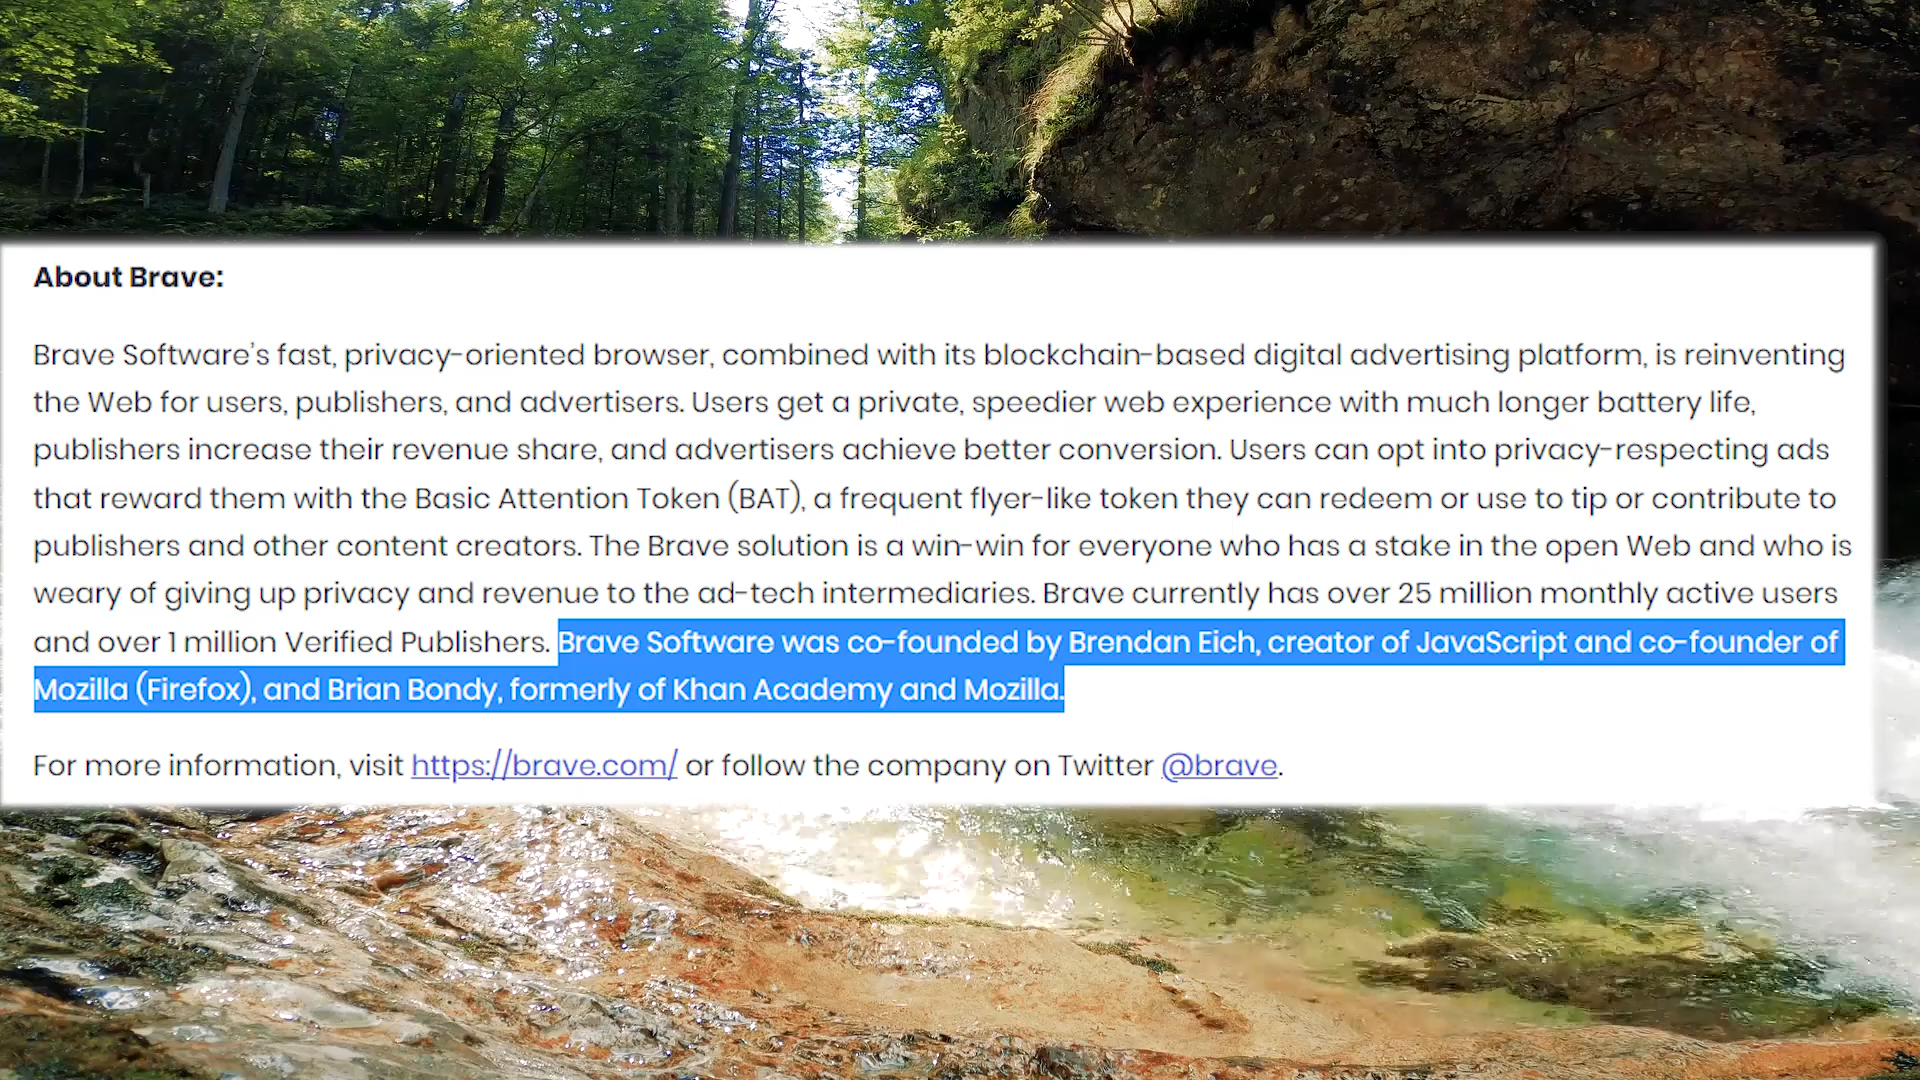 About Brave:
Brave Software’s fast, privacy-oriented browser, combined with its blockchain-based digital advertising platform, is reinventing
the Web for users, publishers, and advertisers. Users get a private, speedier web experience with much longer battery life,
publishers increase their revenue share, and advertisers achieve better conversion. Users can opt into privacy-respecting ads
that reward them with the Basic Attention Token (BAT), a frequent flyer-like token they can redeem or use to tip or contribute to
publishers and other content creators. The Brave solution is a win-win for everyone who has a stake in the open Web and who is
weary of giving up privacy and revenue to the ad-tech intermediaries. Brave currently has over 25 million monthly active users
and over 1 million Verified Publishers. Brave Software was co-founded by Brendan Eich, creator of JavaScript and co-founder of
Mozilla (Firefox), and Brian Bondy, formerly of Khan Academy and Mozilla.
For more information, visit https://brave.com/ or follow the company on Twitter @brave.